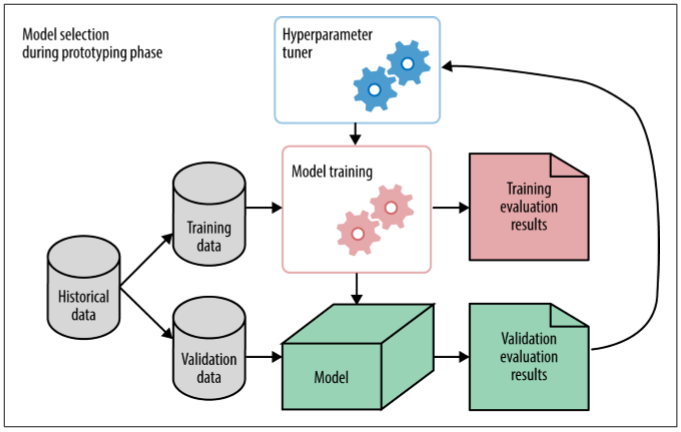 Model selection
during prototyping phase
Hyperparameter
tuner
Model training
Training
data
Training
evaluation
results
Historical
data
Validation
data
Model
Validation
evaluation
results